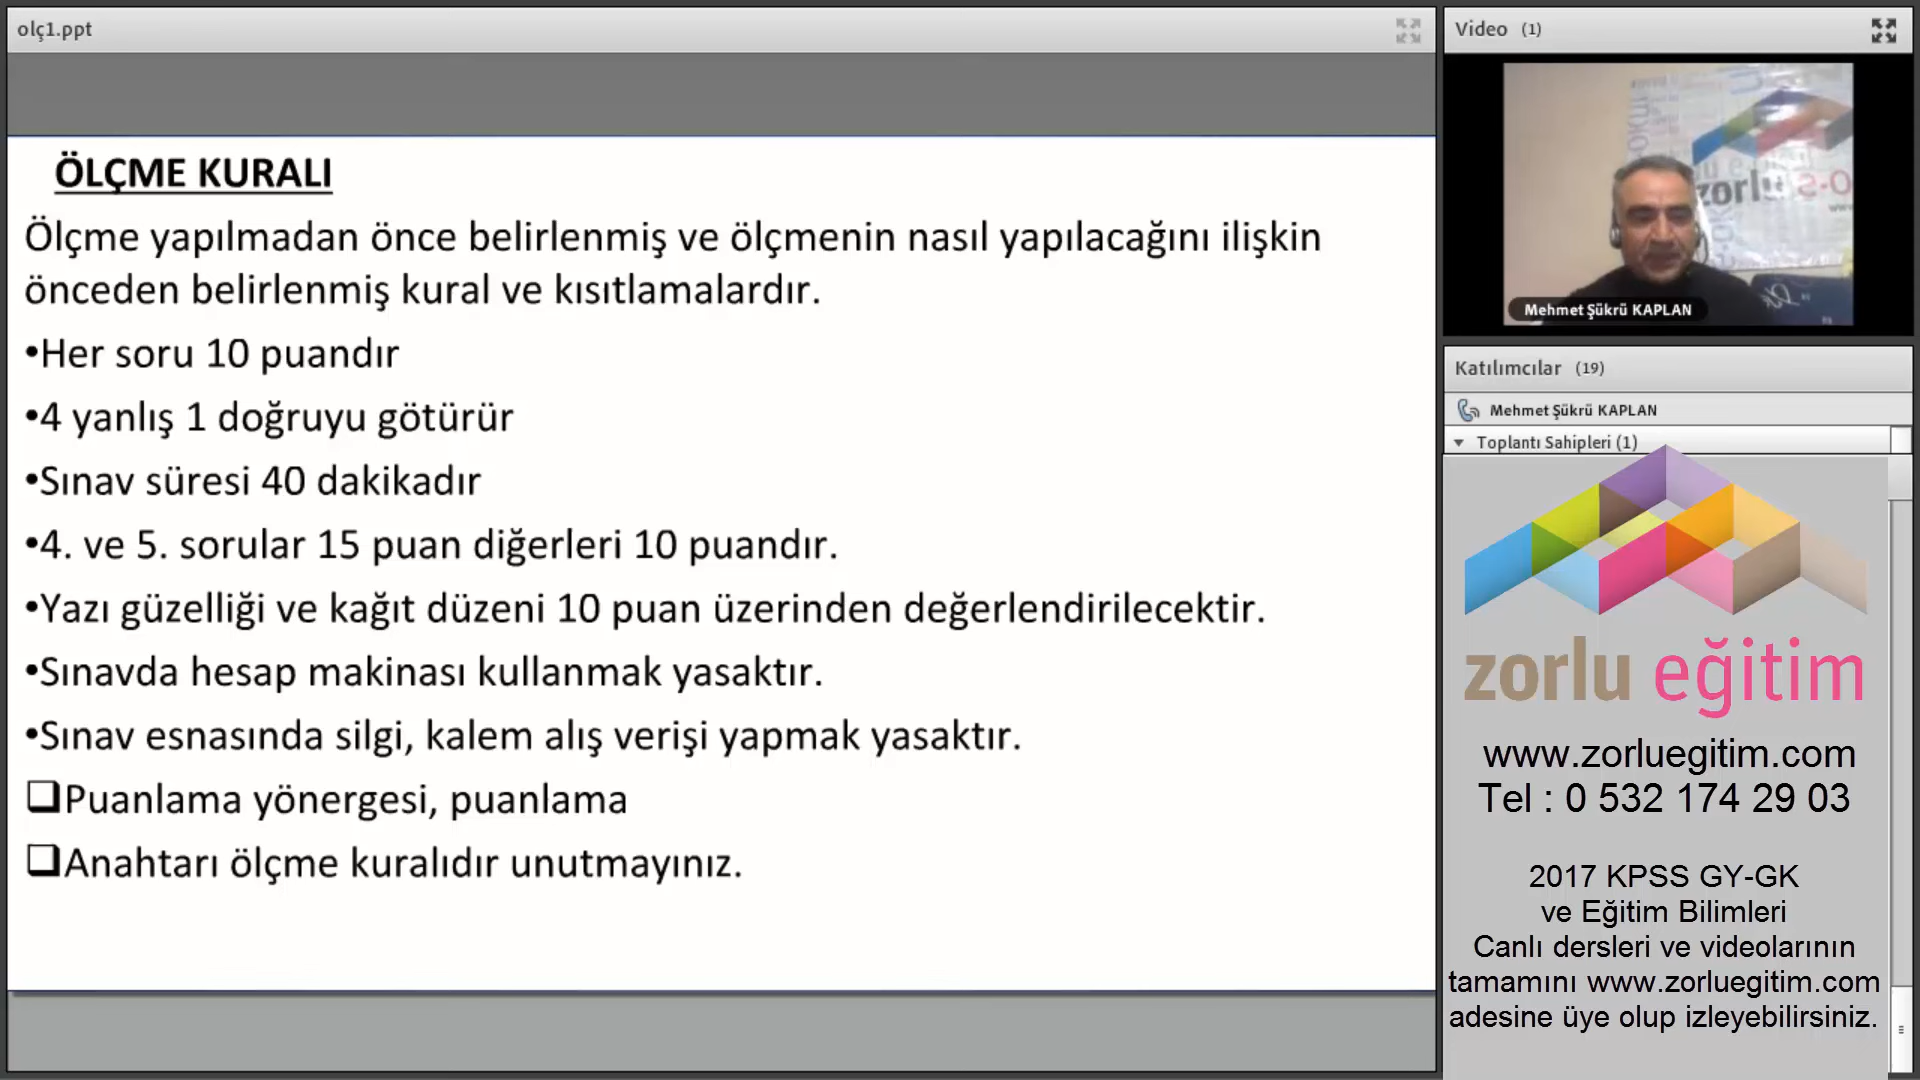 olç1.ppt
ÖLÇME KURALI
Ölçme yapılmadan önce belirlenmiş ve ölçmenin nasıl yapılacağını ilişkin
önceden belirlenmiş kural ve kısıtlamalardır.
•Her soru 10 puandır
•4 yanlış 1 doğruyu götürür
•Sınav süresi 40 dakikadır
•4. ve 5. sorular 15 puan diğerleri 10 puandır.
•Yazı güzelliği ve kağıt düzeni 10 puan üzerinden değerlendirilecektir.
•Sınavda hesap makinası kullanmak yasaktır.
•Sınav esnasında silgi, kalem alış verişi yapmak yasaktır.
❑Puanlama yönergesi, puanlama
❑Anahtarı ölçme kuralıdır unutmayınız.
Video (1)
zorlu
Mehmet Şükrü KAPLAN
Katılımcılar (19)
Mehmet Şükrü KAPLAN
Toplantı Sahipleri (1)
zorlu eğitim
www.zorluegitim.com
Tel : 0 532 174 29 03
2017 KPSS GY-GK
ve Eğitim Bilimleri
Canlı dersleri ve videolarının
tamamını www.zorluegitim.com
adesine üye olup izleyebilirsiniz.